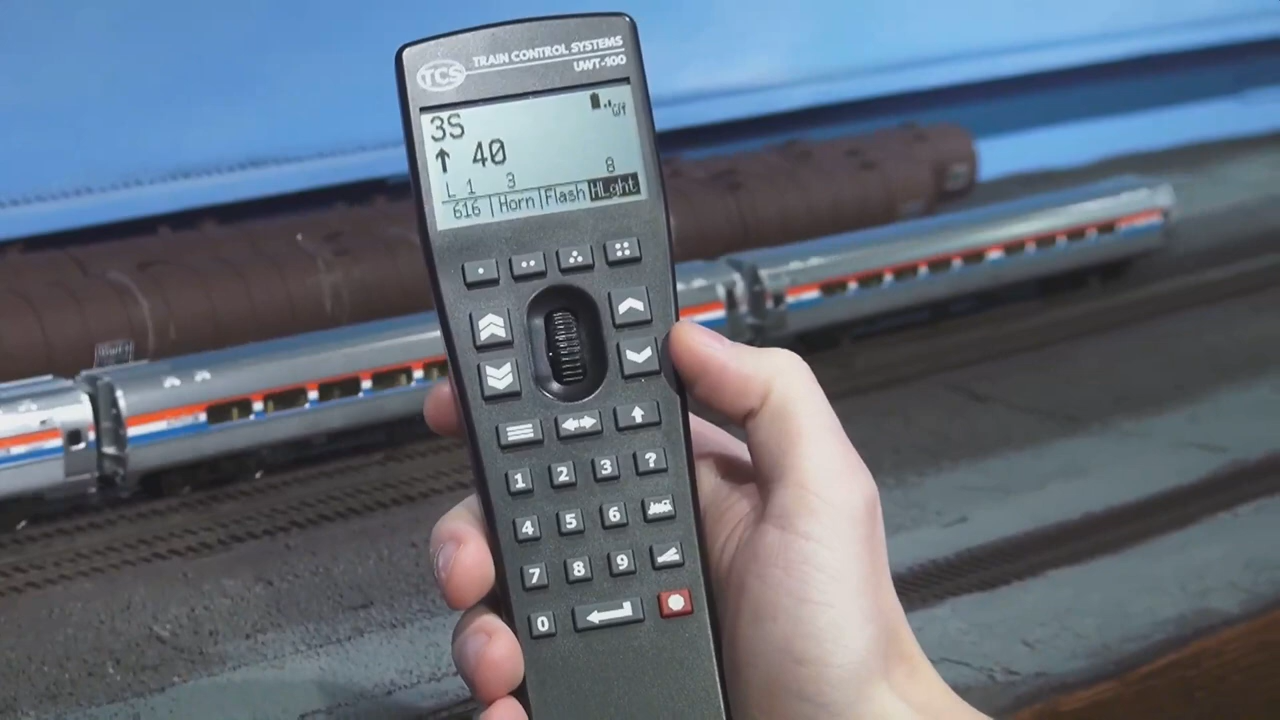 TCS TRAIN CONTROL SYSTEMS
UWT-100
3S
↑ 40
L 1 3 8
616 | Horn | Flash HLght
1 2 3 ?
4 5 6
7 8 9
0